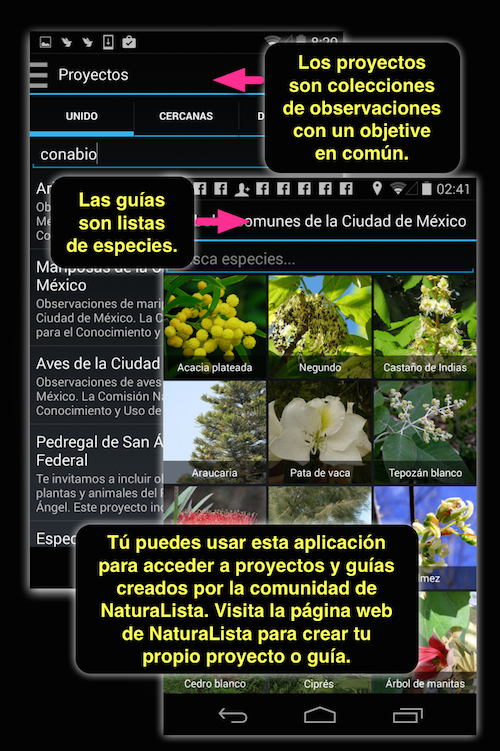 8:29
Proyectos
Los proyectos
son colecciones
de observaciones
con un objetive
en común.
UNIDO
CERCANAS
D
conabio
Las guías
son listas
de especies.
02:41
omunes de la Ciudad de México
usca especies...
Ar
Ob
Mé
Co
Mariposas de la C
México
Observaciones de marip
Ciudad de México. La C
para el Conocimiento y
Aves de la Ciudad
Observaciones de aves
México. La Comisión Na
Conocimiento y Uso de
Pedregal de San Á
Federal
Te invitamos a incluir ob
plantas y animales del P
Ángel. Este proyecto inc
Espec
Acacia plateada
Negundo
Castaño de Indias
Araucaria
Pata de vaca
Tepozán blanco
mez
Tú puedes usar esta aplicación
para acceder a proyectos y guías
creados por la comunidad de
NaturaLista. Visita la página web
de NaturaLista para crear tu
propio proyecto o guía.
Cedro blanco
Ciprés
Árbol de manitas